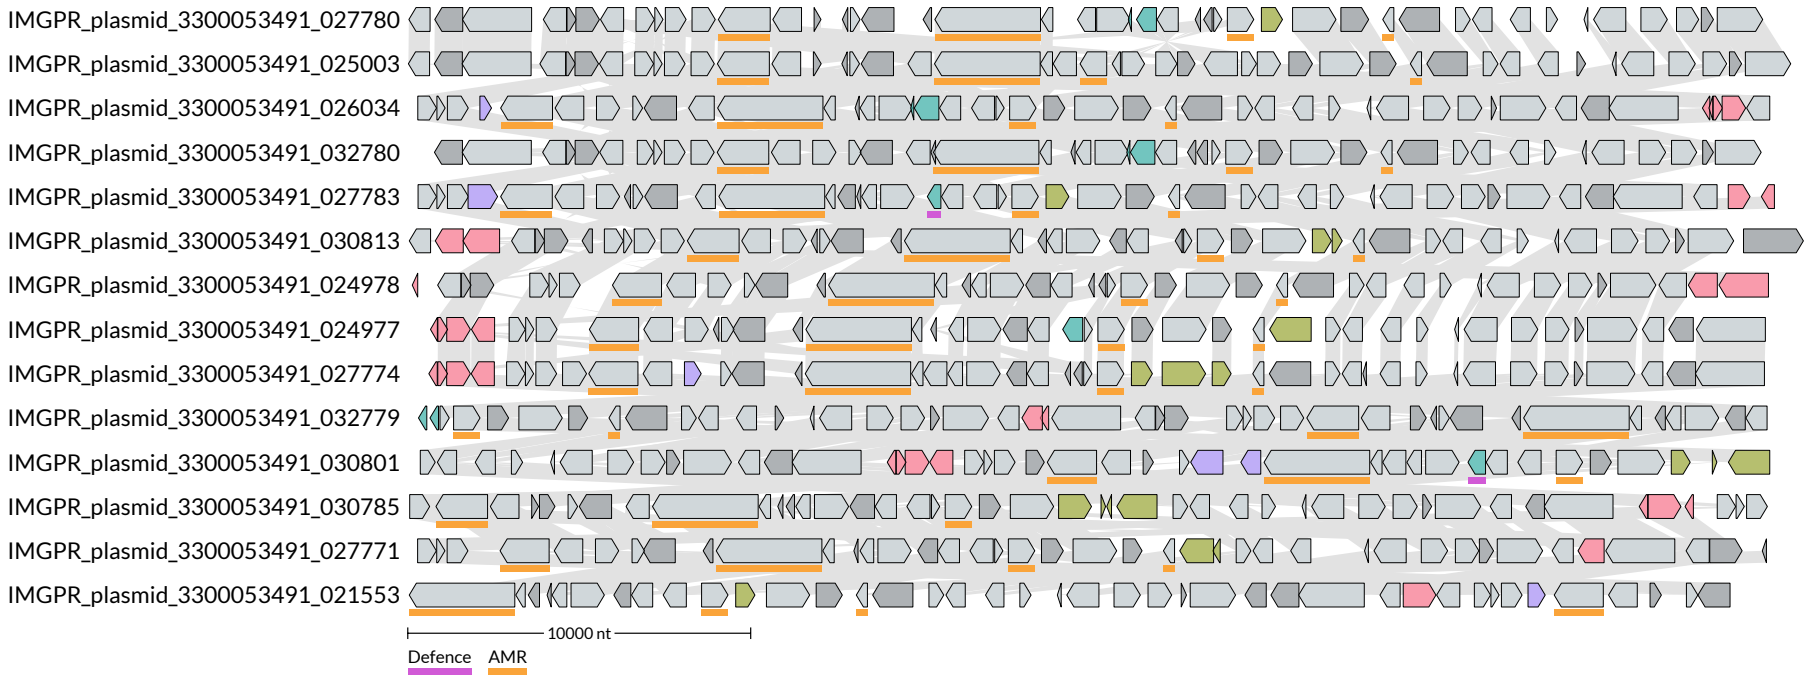 IMGPR_plasmid_3300053491_027780
IMGPR_plasmid_3300053491_025003
IMGPR_plasmid_3300053491_026034
IMGPR_plasmid_3300053491_032780
IMGPR_plasmid_3300053491_027783
IMGPR_plasmid_3300053491_030813
IMGPR_plasmid_3300053491_024978
IMGPR_plasmid_3300053491_024977
IMGPR_plasmid_3300053491_027774
IMGPR_plasmid_3300053491_032779
IMGPR_plasmid_3300053491_030801
IMGPR_plasmid_3300053491_030785
IMGPR_plasmid_3300053491_027771
IMGPR_plasmid_3300053491_021553
10000 nt
Defence AMR